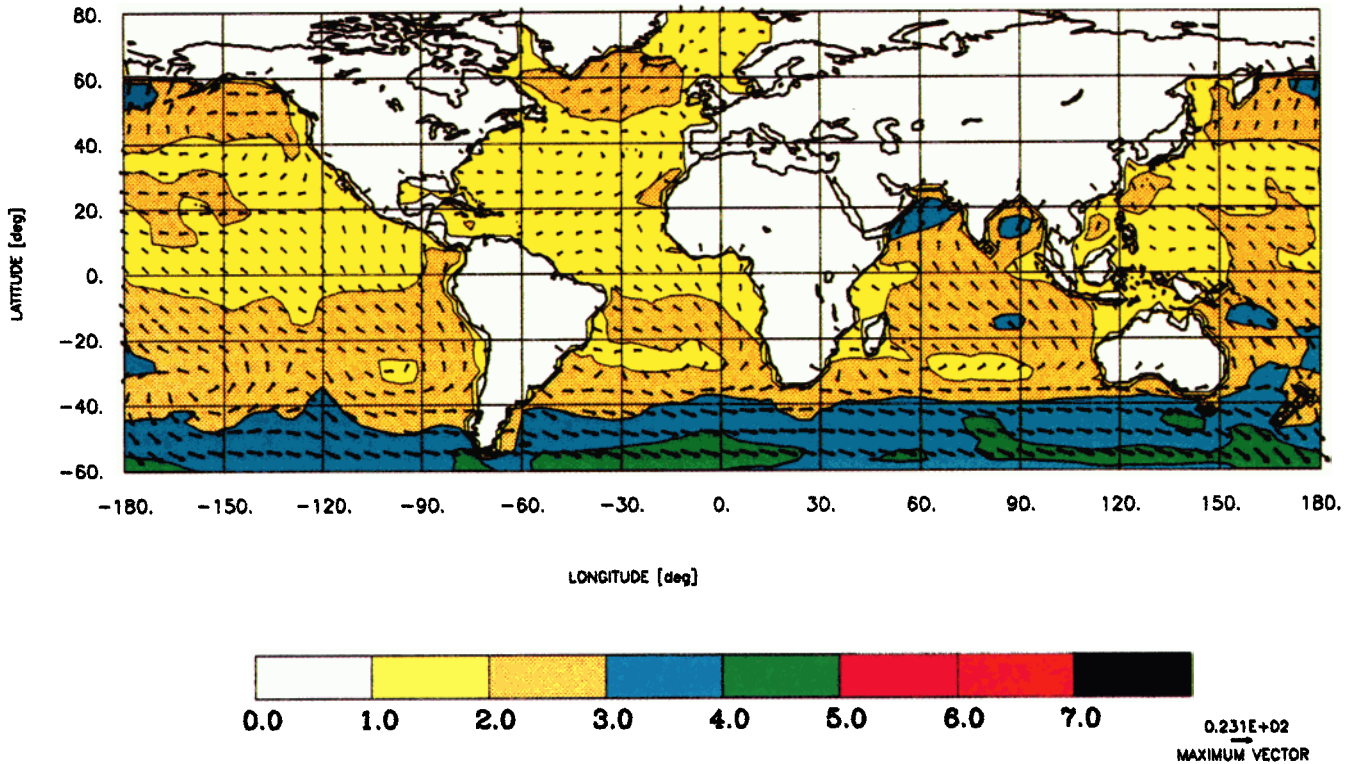 80.
60.
40.
20.
0.
-20.
-40.
-60.
LATITUDE [deg]
-180. -150. -120. -90. -60. -30. 0. 30. 60. 90. 120. 150. 180.
LONGITUDE [deg]
0.0 1.0 2.0 3.0 4.0 5.0 6.0 7.0
0.231E+02
MAXIMUM VECTOR